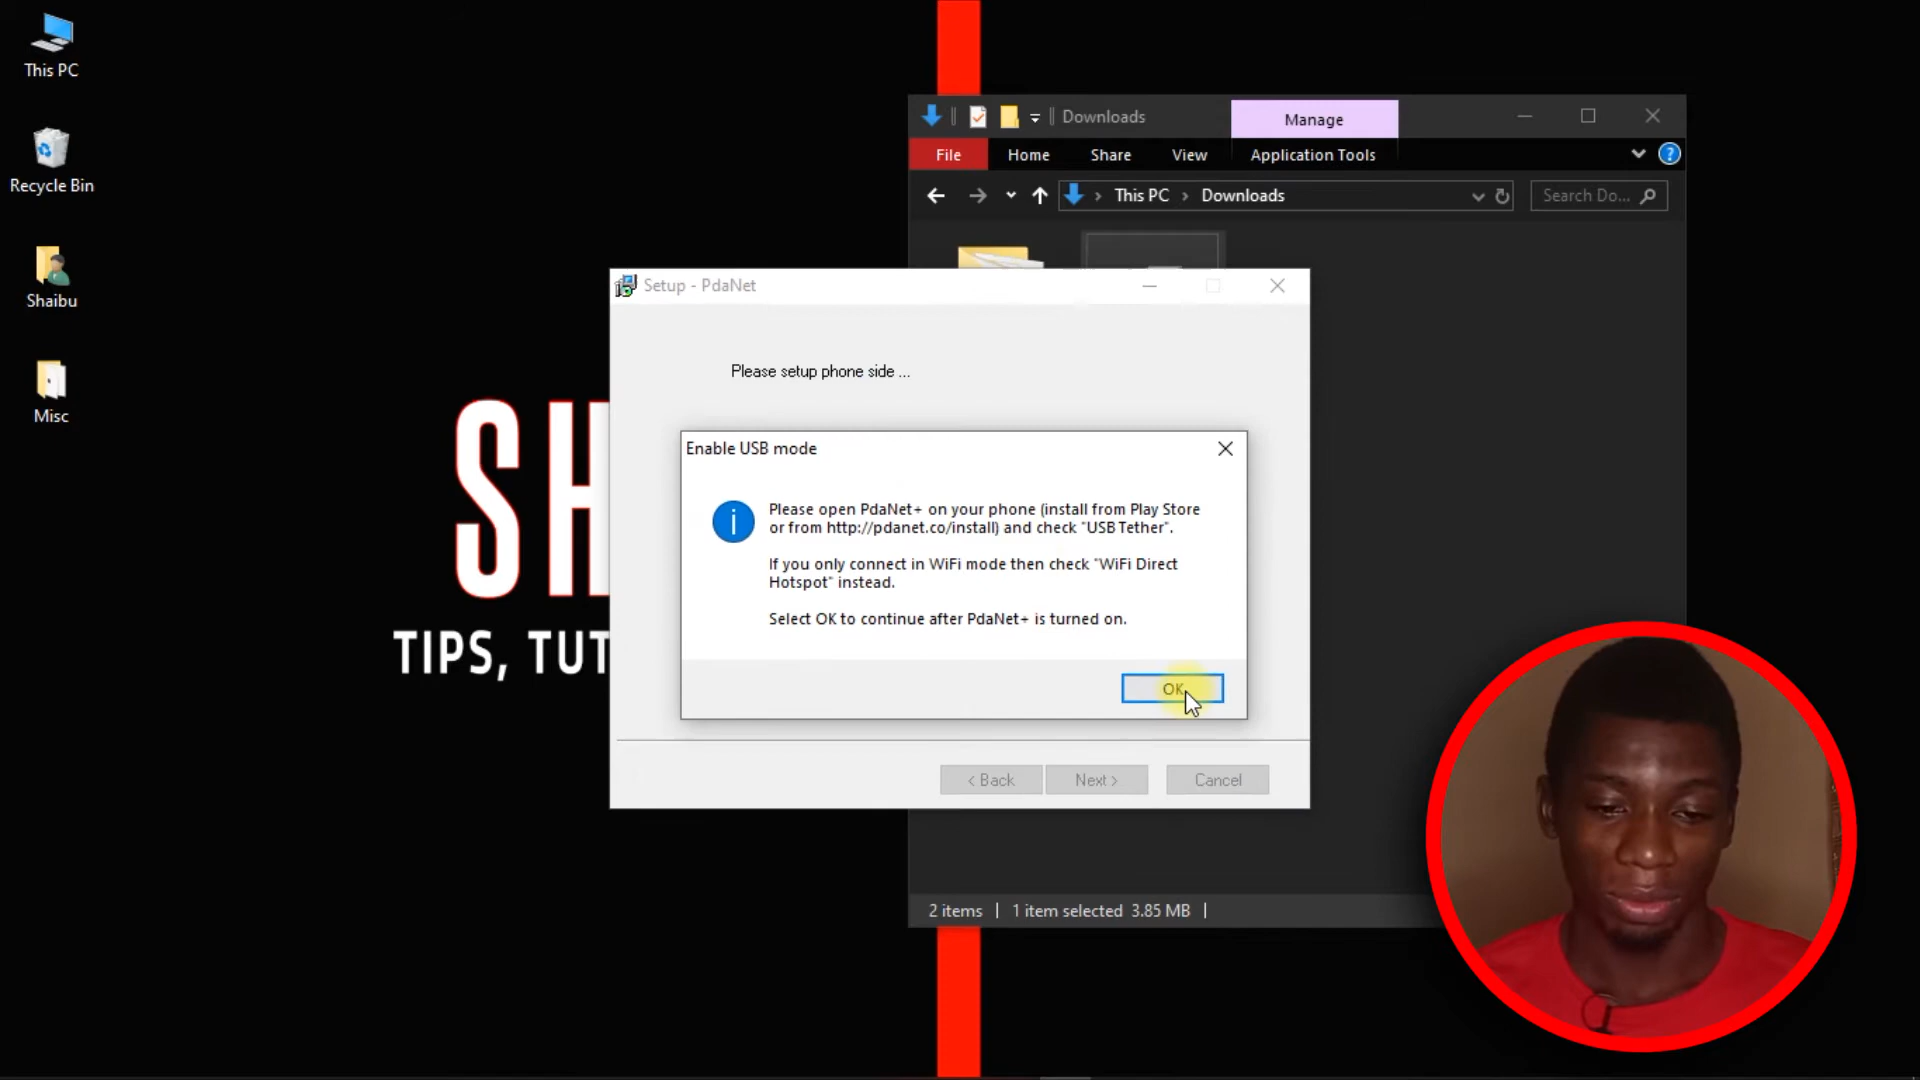 This PC
Recycle Bin
Shaibu
Misc
SH
TIPS, TUT
Downloads
Manage
File
Home
Share
View
Application Tools
This PC
Downloads
Search Do...
Setup - PdaNet
Please setup phone side ...
Enable USB mode
Please open PdaNet+ on your phone (install from Play Store
or from http://pdanet.co/install) and check "USB Tether".
If you only connect in WiFi mode then check "WiFi Direct
Hotspot" instead.
Select OK to continue after PdaNet+ is turned on.
OK
< Back
Next >
Cancel
2 items
1 item selected 3.85 MB